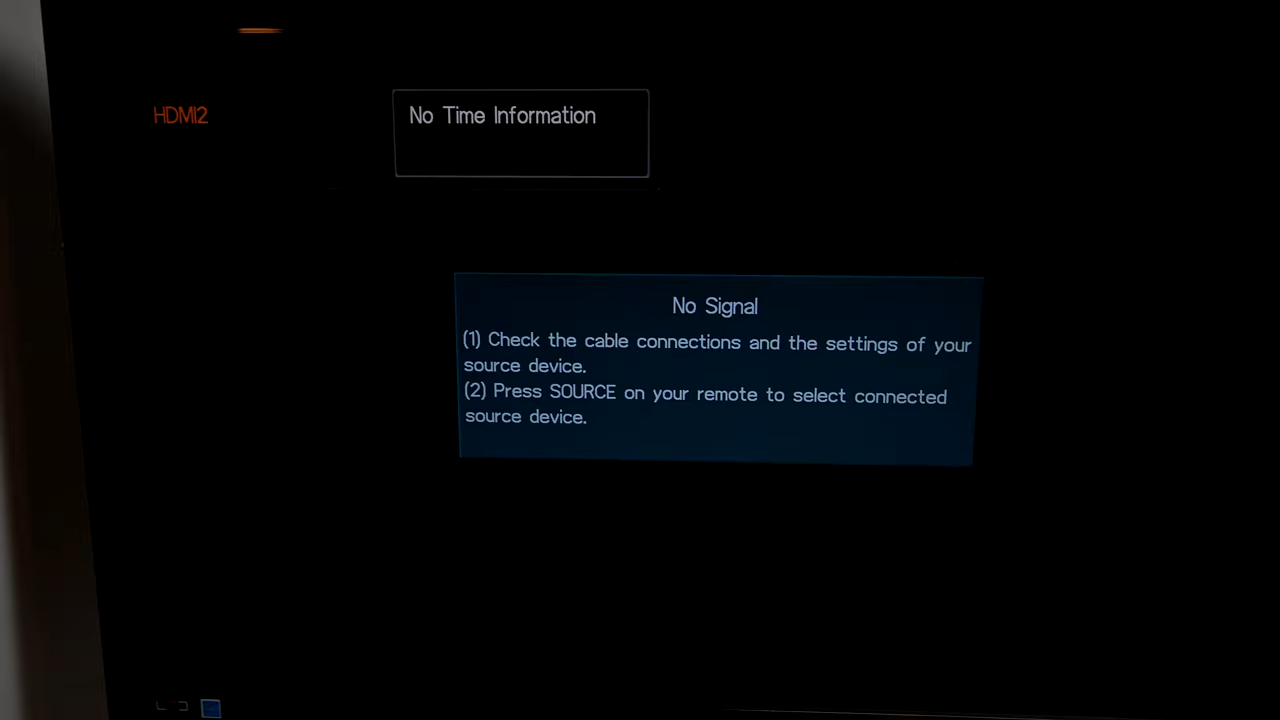 HDMI2
No Time Information
No Signal
(1) Check the cable connections and the settings of your
source device.
(2) Press SOURCE on your remote to select connected
source device.